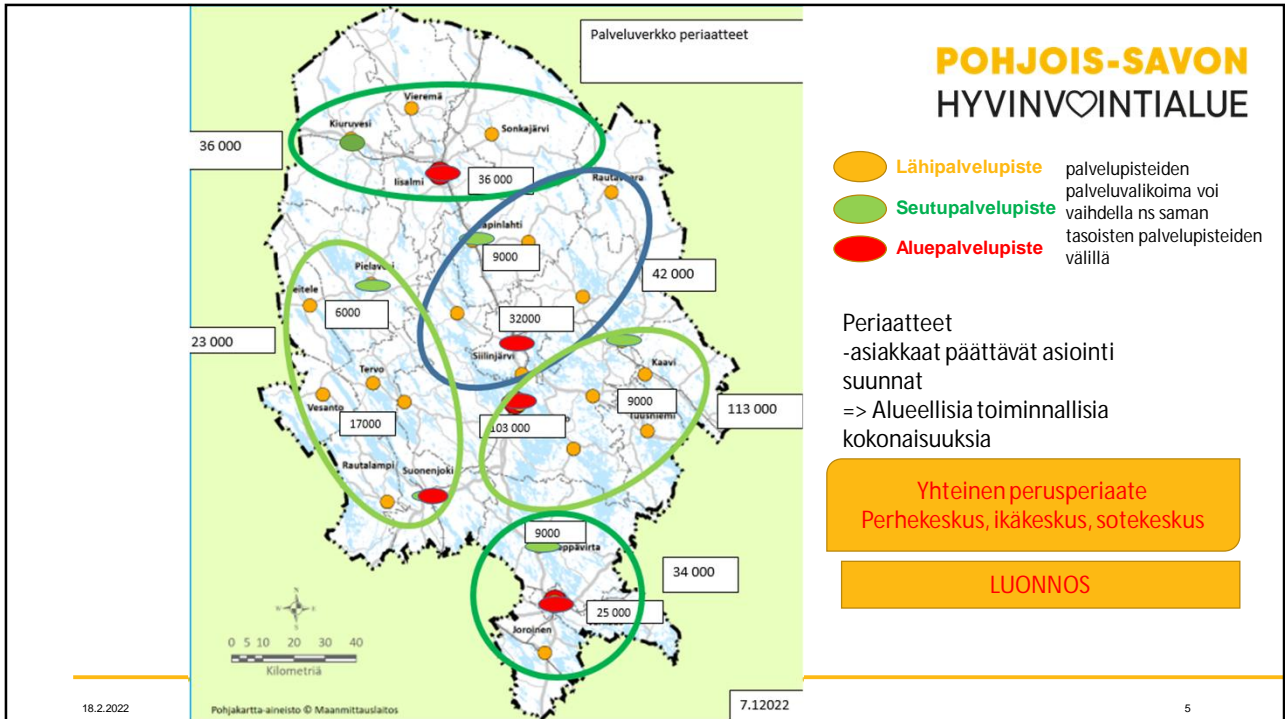 Palveluverkko periaatteet
POHJOIS-SAVON
HYVINVOINTIALUE
Vieremä
Kiuruvesi
Sonkajärvi
36 000
Iisalmi
36 000
Lähipalvelupiste
Seutupalvelupiste
Aluepalvelupiste
palvelupisteiden
palveluvalikoima voi
vaihdella ns saman
tasoisten palvelupisteiden
välillä
apinlahti
9000
42 000
eitele
6000
32000
23 000
Siilinjärvi
Kaavi
Tervo
Vesanto
9000
113 000
17000
103 000
Rautalampi
Suonenjoki
Periaatteet
-asiakkaat päättävät asiointi
suunnat
=> Alueellisia toiminnallisia
kokonaisuuksia
Yhteinen perusperiaate
Perhekeskus, ikäkeskus, sotekeskus
LUONNOS
9000
ppävirta
34 000
25 000
Joroinen
0 5 10 20 30 40
Kilometriä
Pohjakartta-aineisto © Maanmittauslaitos
7.12022
18.2.2022
5